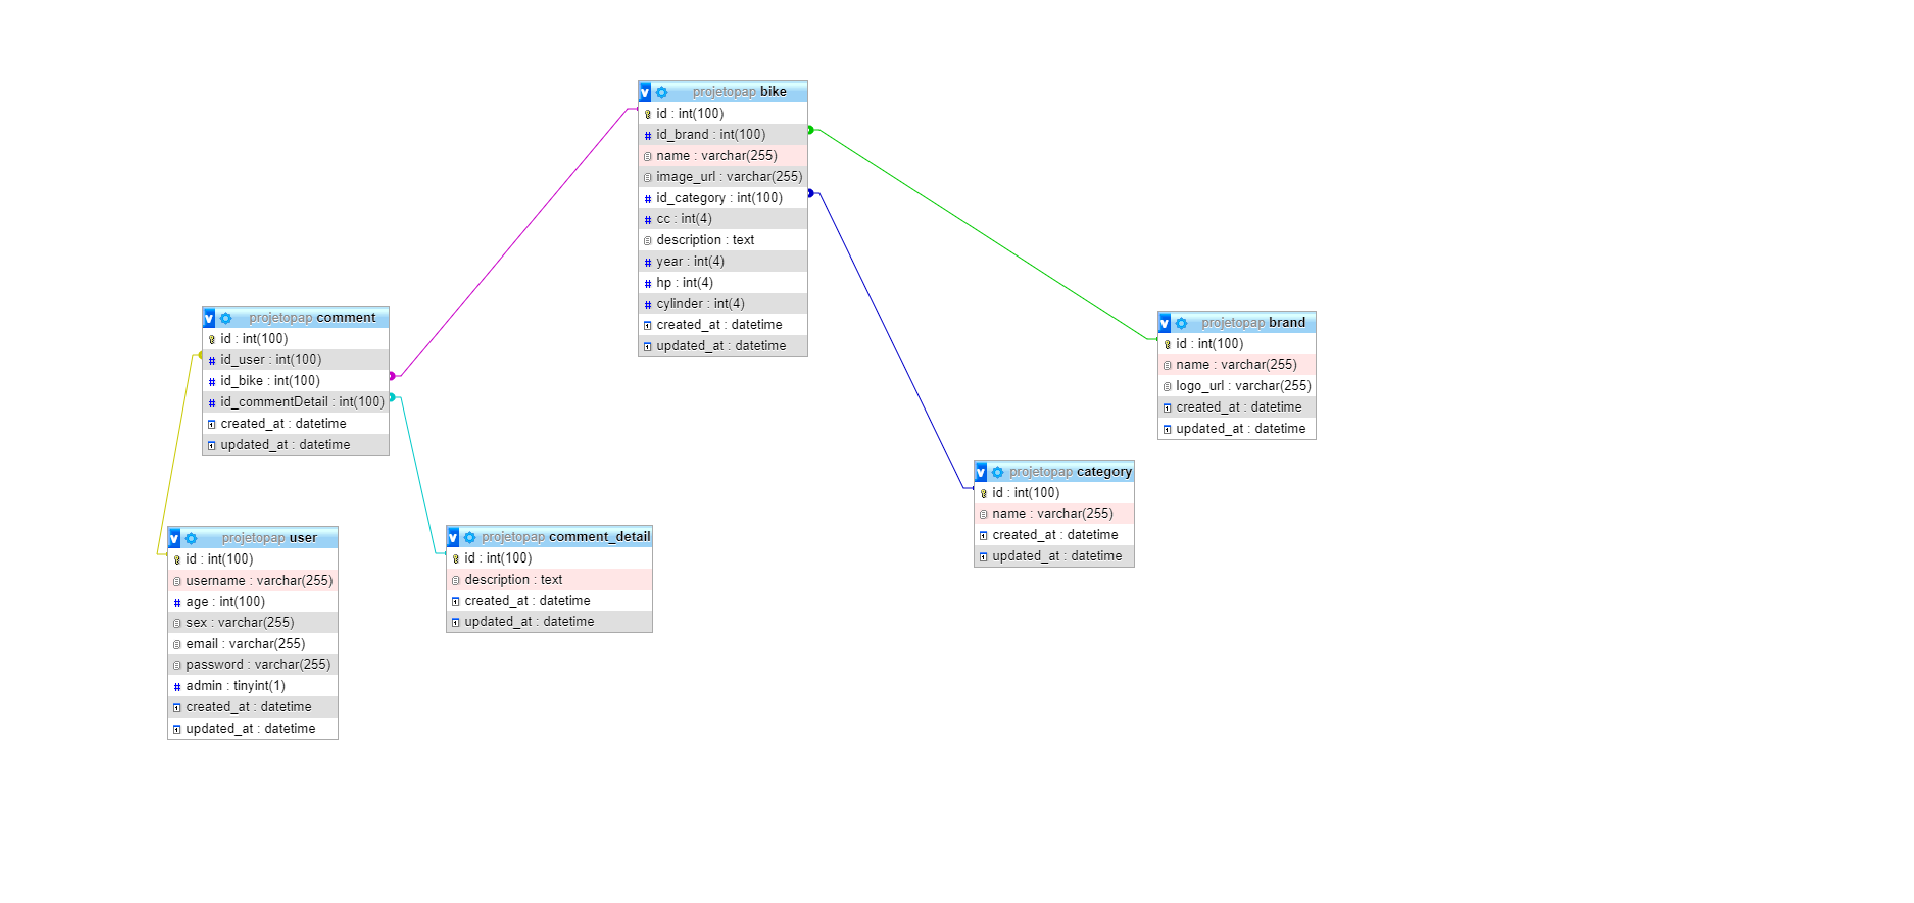 projetopap bike
id : int(100)
id_brand : int(100)
name : varchar(255)
image_url : varchar(255)
id_category : int(100)
cc : int(4)
description : text
year : int(4)
hp : int(4)
cylinder : int(4)
created_at : datetime
updated_at : datetime
projetopap comment
id : int(100)
id_user : int(100)
id_bike : int(100)
id_commentDetail : int(100)
created_at : datetime
updated_at : datetime
projetopap brand
id : int(100)
name : varchar(255)
logo_url : varchar(255)
created_at : datetime
updated_at : datetime
projetopap category
id : int(100)
name : varchar(255)
created_at : datetime
updated_at : datetime
projetopap user
id : int(100)
username : varchar(255)
age : int(100)
sex : varchar(255)
email : varchar(255)
password : varchar(255)
admin : tinyint(1)
created_at : datetime
updated_at : datetime
projetopap comment_detail
id : int(100)
description : text
created_at : datetime
updated_at : datetime